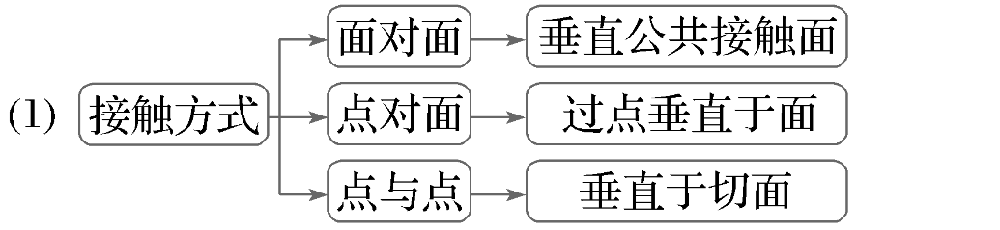 面对面 垂直公共接触面
(1) 接触方式 点对面 过点垂直于面
点与点 垂直于切面